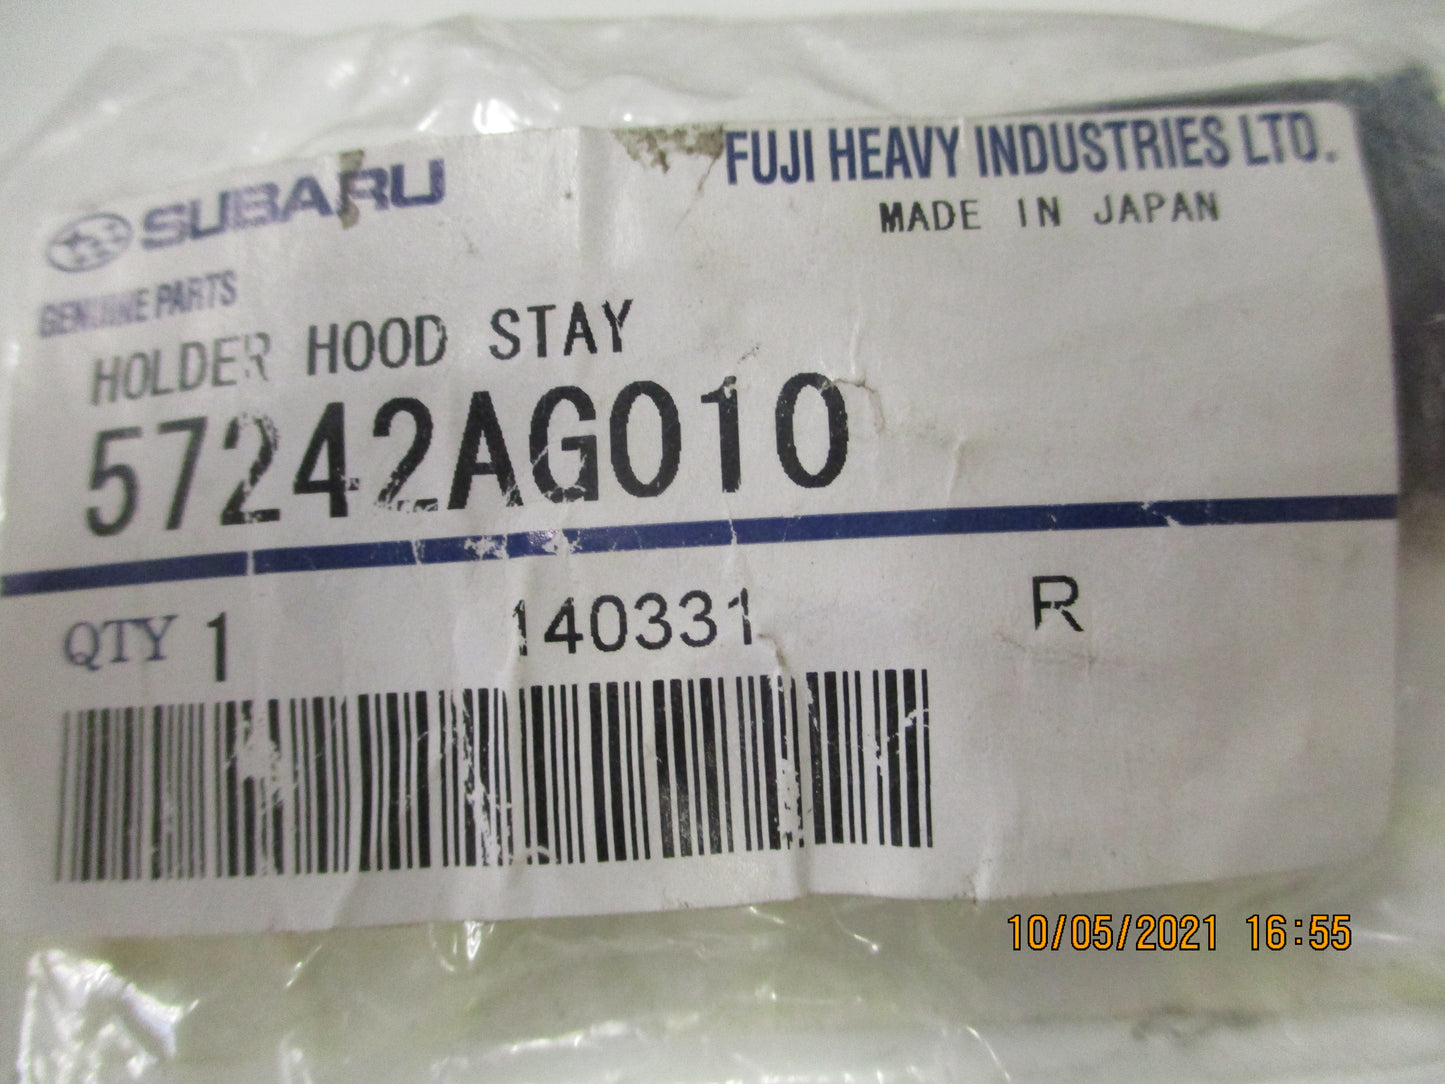 SUBARU
FUJI HEAVY INDUSTRIES LTD.
MADE IN JAPAN
GENUINE PARTS
HOLDER HOOD STAY
57242AG010
QTY 1 140331 R
10/05/2021 16:55